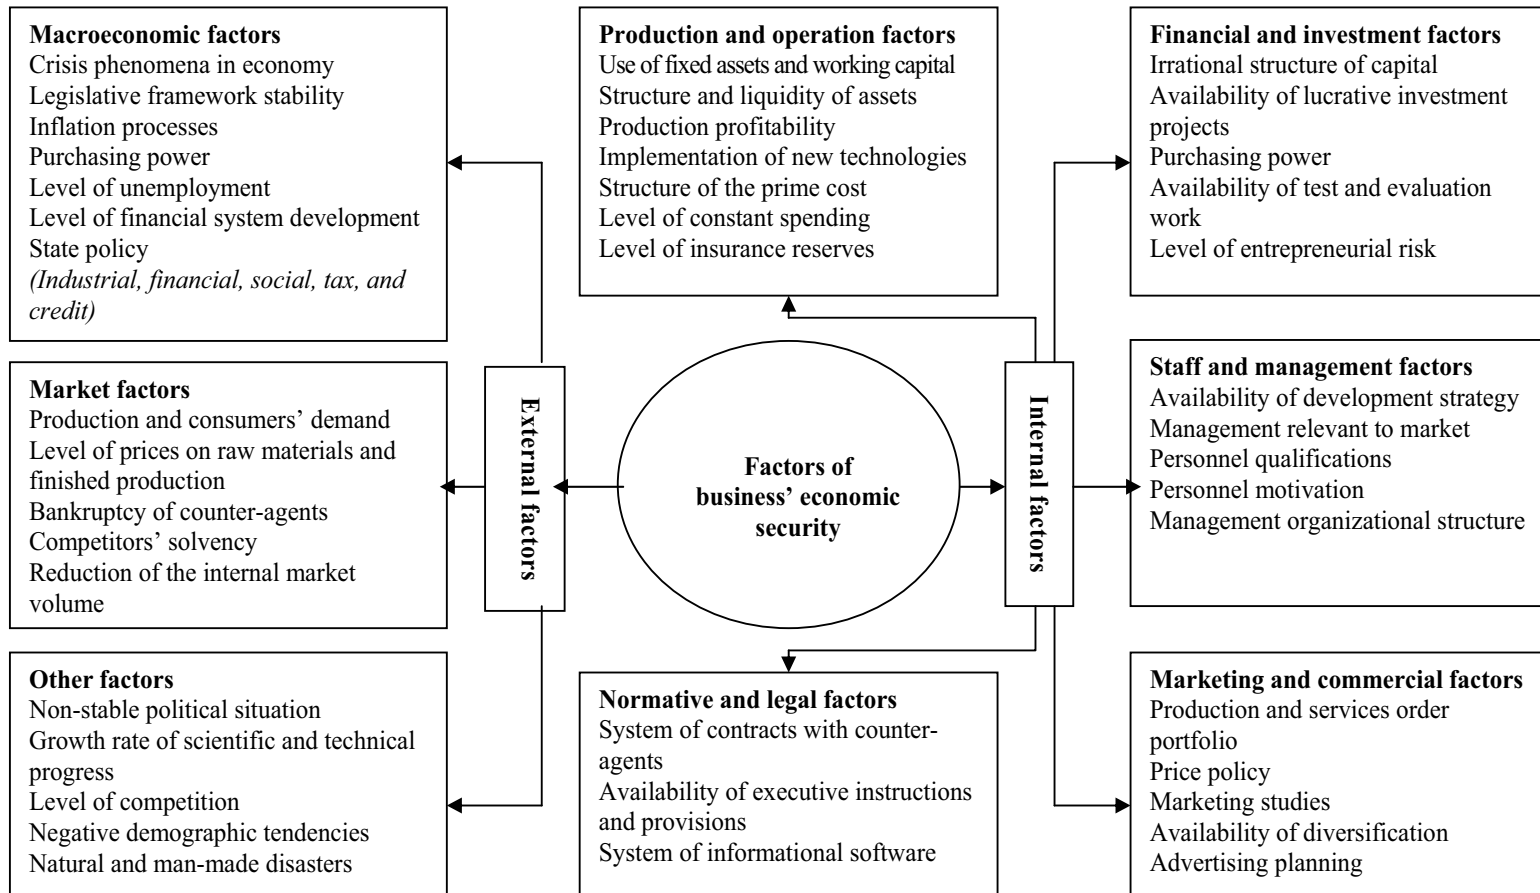 Macroeconomic factors
Crisis phenomena in economy
Legislative framework stability
Inflation processes
Purchasing power
Level of unemployment
Level of financial system development
State policy
(Industrial, financial, social, tax, and
credit)
Production and operation factors
Use of fixed assets and working capital
Structure and liquidity of assets
Production profitability
Implementation of new technologies
Structure of the prime cost
Level of constant spending
Level of insurance reserves
Financial and investment factors
Irrational structure of capital
Availability of lucrative investment
projects
Purchasing power
Availability of test and evaluation
work
Level of entrepreneurial risk
Market factors
Production and consumers’ demand
Level of prices on raw materials and
finished production
Bankruptcy of counter-agents
Competitors’ solvency
Reduction of the internal market
volume
External factors
Factors of
business’ economic
security
Internal factors
Staff and management factors
Availability of development strategy
Management relevant to market
Personnel qualifications
Personnel motivation
Management organizational structure
Other factors
Non-stable political situation
Growth rate of scientific and technical
progress
Level of competition
Negative demographic tendencies
Natural and man-made disasters
Normative and legal factors
System of contracts with counter-
agents
Availability of executive instructions
and provisions
System of informational software
Marketing and commercial factors
Production and services order
portfolio
Price policy
Marketing studies
Availability of diversification
Advertising planning